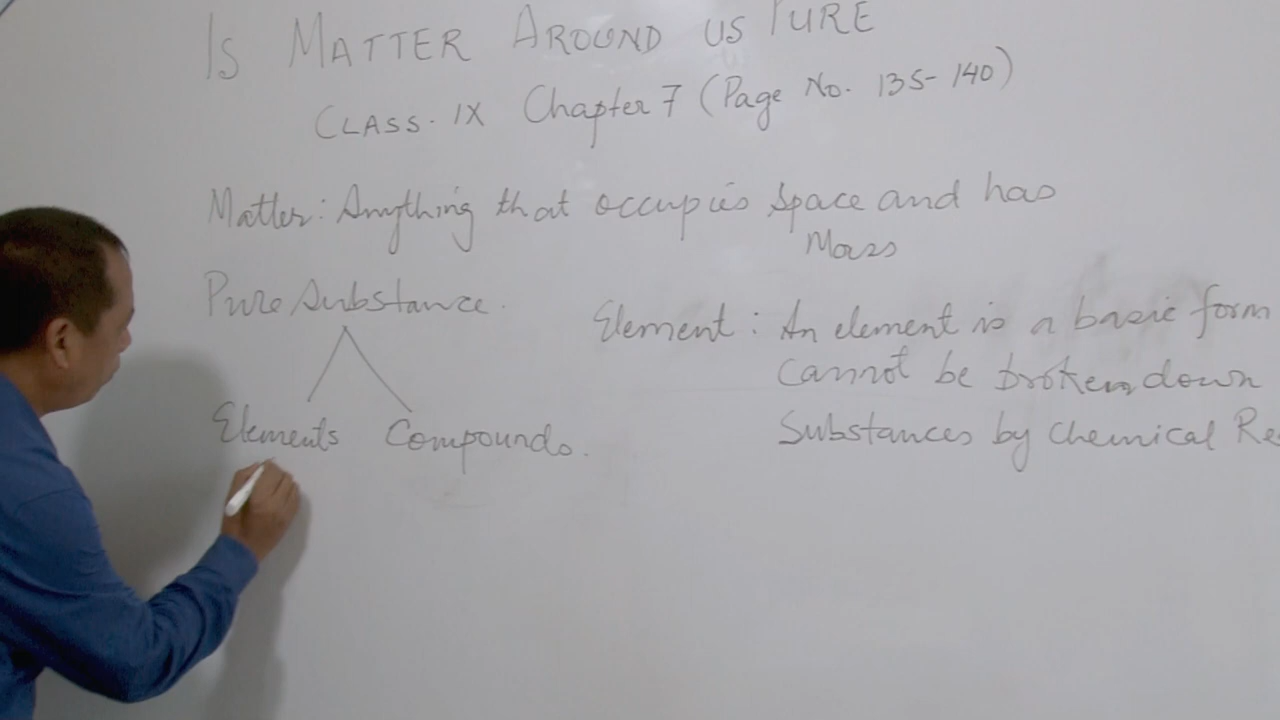 IS MATTER AROUND US PURE
CLASS. IX Chapter 7 (Page No. 135-140)
Matter: Anything that occupies space and has
Mass
Pure Substance.
Elements Compounds.
Element: An element is a basic form
cannot be broken down
Substances by Chemical